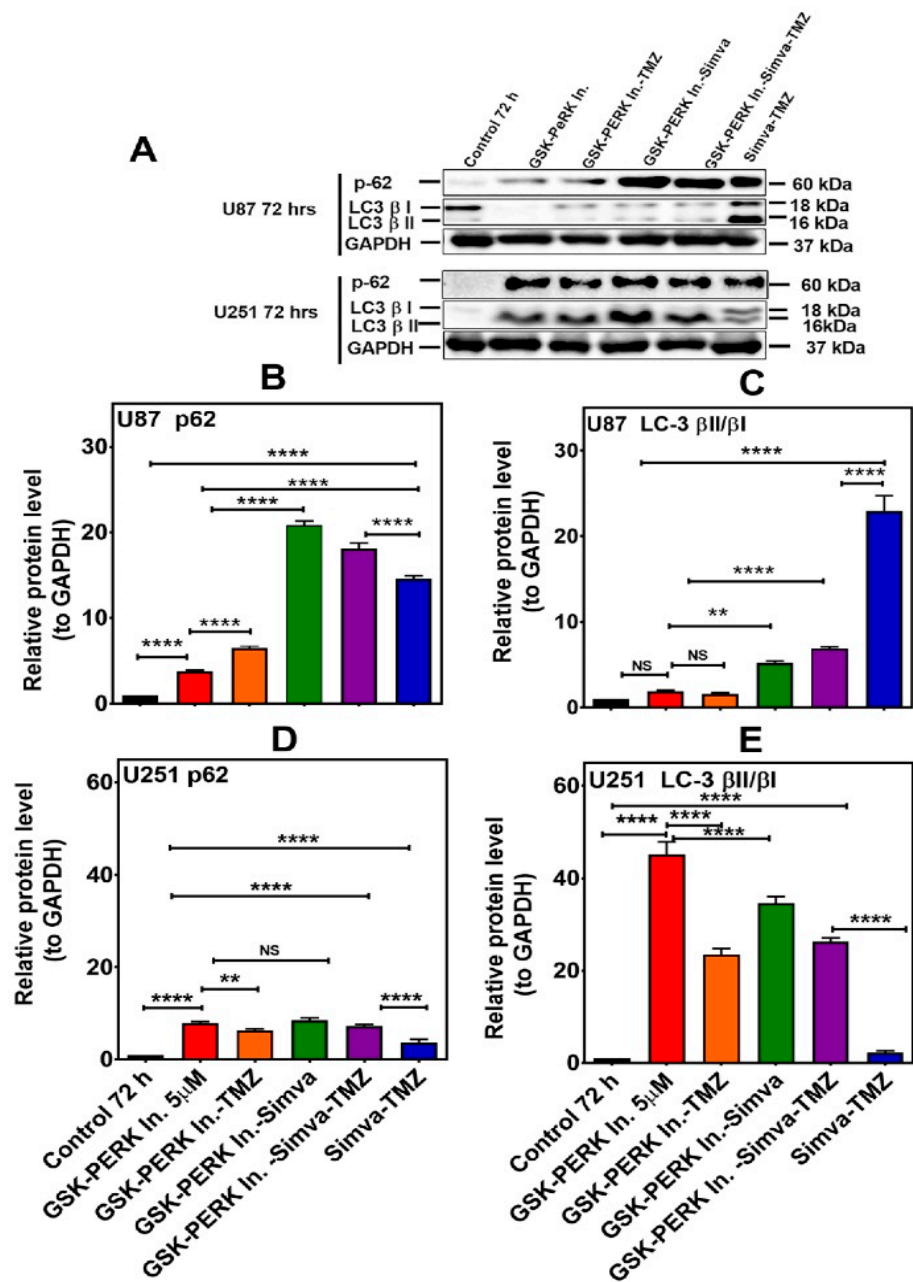 A
Control 72 h
GSK-PeRK In.
GSK-PERK In.-TMZ
GSK-PERK In.-Simva
GSK-PERK In.-Simva-TMZ
Simva-TMZ
U87 72 hrs
p-62
60 kDa
LC3 β I
18 kDa
LC3 β II
16 kDa
GAPDH
37 kDa
U251 72 hrs
p-62
60 kDa
LC3 β I
18 kDa
LC3 β II
16kDa
GAPDH
37 kDa
B
U87 p62
Relative protein level
(to GAPDH)
30
20
10
0
****
****
****
****
****
****
C
U87 LC-3 βII/βI
Relative protein level
(to GAPDH)
30
20
10
0
****
****
****
**
NS
NS
D
U251 p62
Relative protein level
(to GAPDH)
60
40
20
0
****
****
NS
**
****
****
Control 72 h
GSK-PERK In. 5µM
GSK-PERK In.-TMZ
GSK-PERK In.-Simva
GSK-PERK In. -Simva-TMZ
Simva-TMZ
E
U251 LC-3 βII/βI
Relative protein level
(to GAPDH)
60
40
20
0
****
****
****
****
****
Control 72 h
GSK-PERK In. 5µM
GSK-PERK In.-TMZ
GSK-PERK In.-Simva
GSK-PERK In. -Simva-TMZ
Simva-TMZ